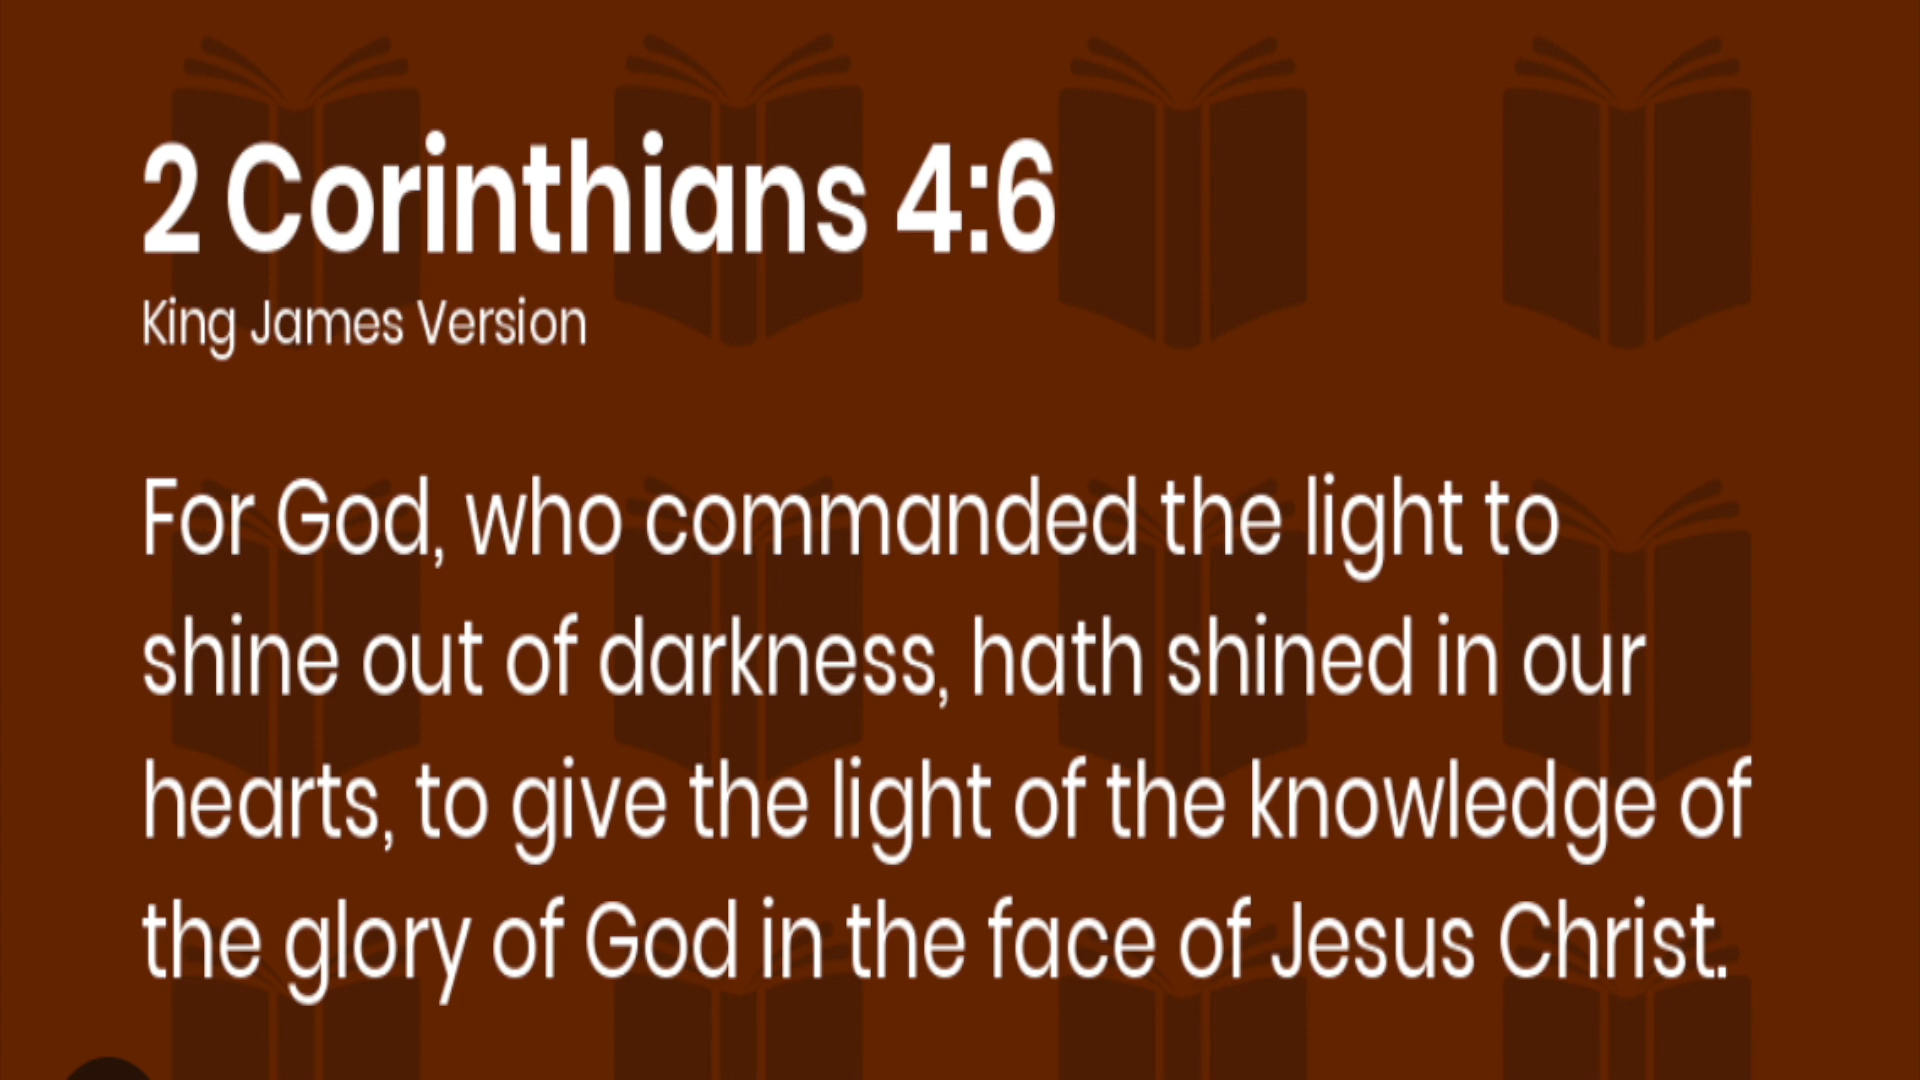 2 Corinthians 4:6
King James Version
For God, who commanded the light to
shine out of darkness, hath shined in our
hearts, to give the light of the knowledge of
the glory of God in the face of Jesus Christ.